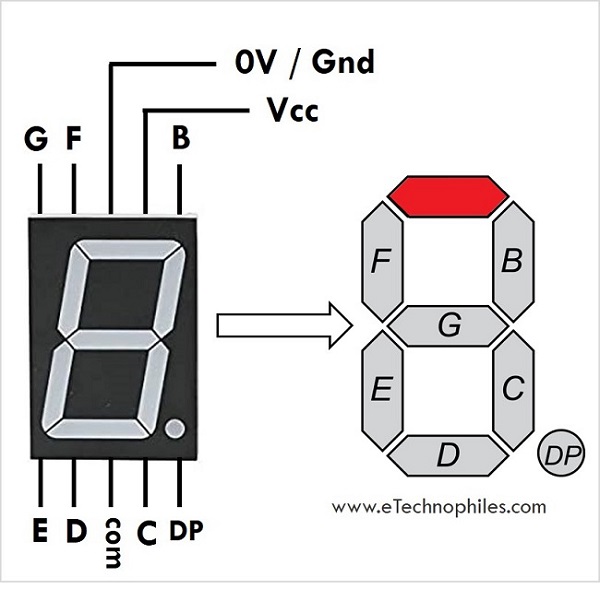 0V / Gnd
Vcc
G F B
F B
G
E C
D DP
www.eTechnophiles.com
E D com C DP